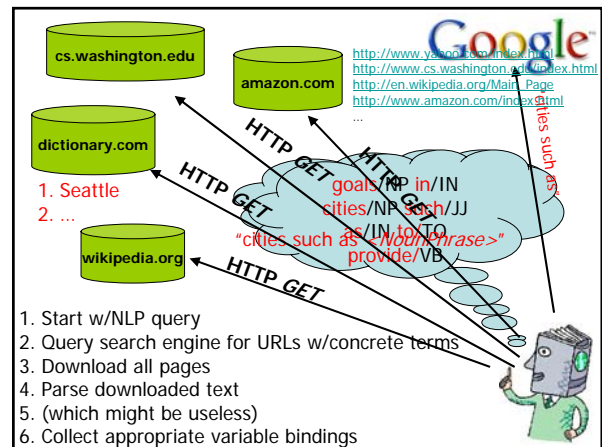 Google™
cs.washington.edu
http://www.yahoo.com/index.html
http://www.cs.washington.edu/index.html
http://en.wikipedia.org/Main_Page
http://www.amazon.com/index.html
...
amazon.com
"cities such as"
dictionary.com
HTTP GET
HTTP GET
HTTP GET
HTTP GET
1. Seattle
2. ...
goals/NP in/IN
cities/NP such/JJ
as/IN to/TO
provide/VB
"cities such as <NounPhrase>"
wikipedia.org
1. Start w/NLP query
2. Query search engine for URLs w/concrete terms
3. Download all pages
4. Parse downloaded text
5. (which might be useless)
6. Collect appropriate variable bindings